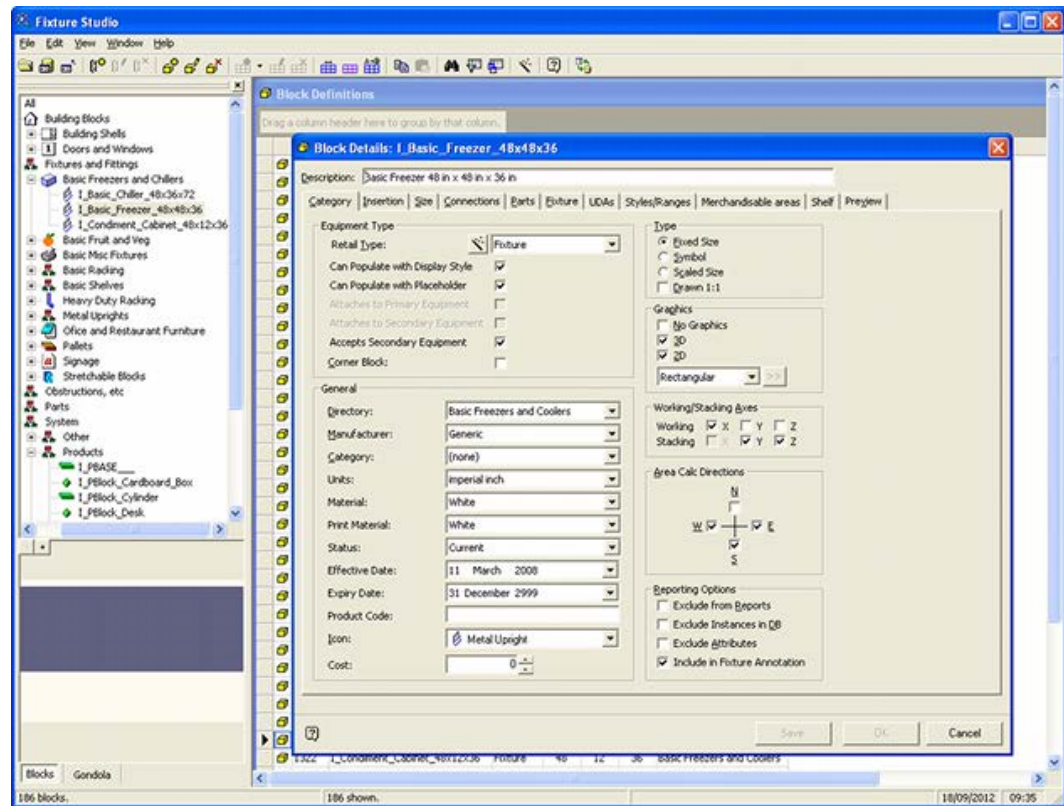 Fixture Studio
File Edit View Window Help
All
Building Blocks
Building Shells
Doors and Windows
Fixtures and Fittings
Basic Freezers and Chillers
I_Basic_Chiller_48x36x72
I_Basic_Freezer_48x48x36
I_Condiment_Cabinet_48x12x36
Basic Fruit and Veg
Basic Misc Fixtures
Basic Racking
Basic Shelves
Heavy Duty Racking
Metal Uprights
Ofice and Restaurant Furniture
Pallets
Signage
Stretchable Blocks
Obstructions, etc
Parts
System
Other
Products
I_PBASE___
I_PBlock_Cardboard_Box
I_PBlock_Cylinder
I_PBlock_Desk
Blocks Gondola
186 blocks.
Block Definitions
Drag a column header here to group by that column.
Block Details: I_Basic_Freezer_48x48x36
Description: Basic Freezer 48 in x 48 in x 36 in
Category Insertion Size Connections Parts Fixture UDAs Styles/Ranges Merchandisable areas Shelf Preview
Equipment Type
Retail Type: Fixture
Can Populate with Display Style
Can Populate with Placeholder
Attaches to Primary Equipment
Attaches to Secondary Equipment
Accepts Secondary Equipment
Corner Block:
General
Directory: Basic Freezers and Coolers
Manufacturer: Generic
Category: (none)
Units: imperial inch
Material: White
Print Material: White
Status: Current
Effective Date: 11 March 2008
Expiry Date: 31 December 2999
Product Code:
Icon: Metal Upright
Cost: 0
Type
Fixed Size
Symbol
Scaled Size
Drawn 1:1
Graphics
No Graphics
3D
2D
Rectangular >>
Working/Stacking Axes
Working X Y Z
Stacking X Y Z
Area Calc Directions
N
W E
S
Reporting Options
Exclude from Reports
Exclude Instances in DB
Exclude Attributes
Include in Fixture Annotation
Save OK Cancel
1322 I_Condiment_Cabinet_48x12x36 Fixture 48 12 36 Basic Freezers and Coolers
186 shown.
18/09/2012 09:35